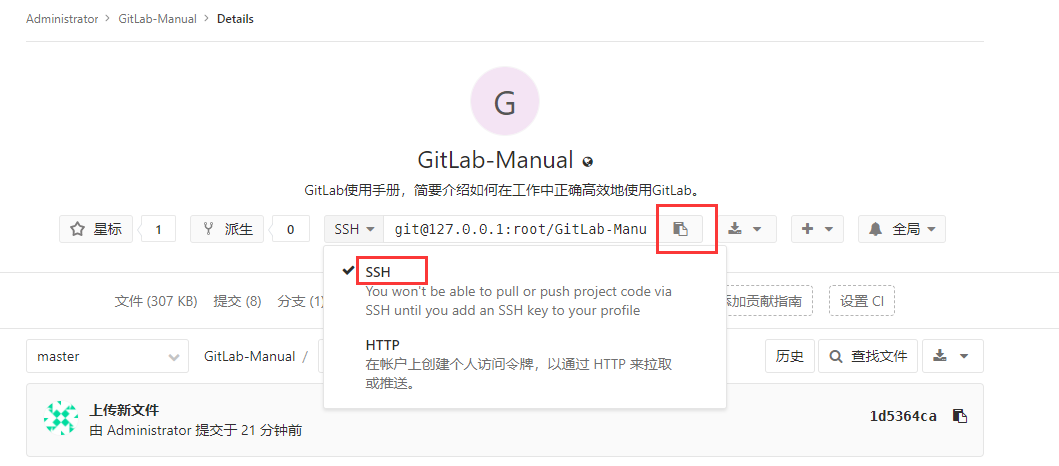 Administrator > GitLab-Manual > Details
G
GitLab-Manual
GitLab使用手册，简要介绍如何在工作中正确高效地使用GitLab。
星标 1 派生 0 SSH git@127.0.0.1:root/GitLab-Manu 全局
SSH
You won't be able to pull or push project code via
SSH until you add an SSH key to your profile
HTTP
在帐户上创建个人访问令牌，以通过 HTTP 来拉取
或推送。
文件 (307 KB) 提交 (8) 分支 (1) 添加贡献指南 设置 CI
master GitLab-Manual / 历史 查找文件
上传新文件
由 Administrator 提交于 21 分钟前
1d5364ca